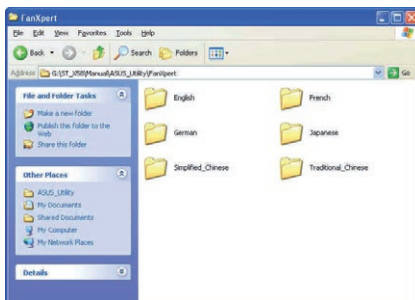 FanXpert
File Edit View Favorites Tools Help
Back Search Folders
Address G:\ST_X58\Manual\ASUS_Utility\FanXpert Go
File and Folder Tasks
Make a new folder
Publish this folder to the
Web
Share this folder
Other Places
ASUS_Utility
My Documents
Shared Documents
My Computer
My Network Places
Details
English French
German Japanese
Simplified_Chinese Traditional_Chinese